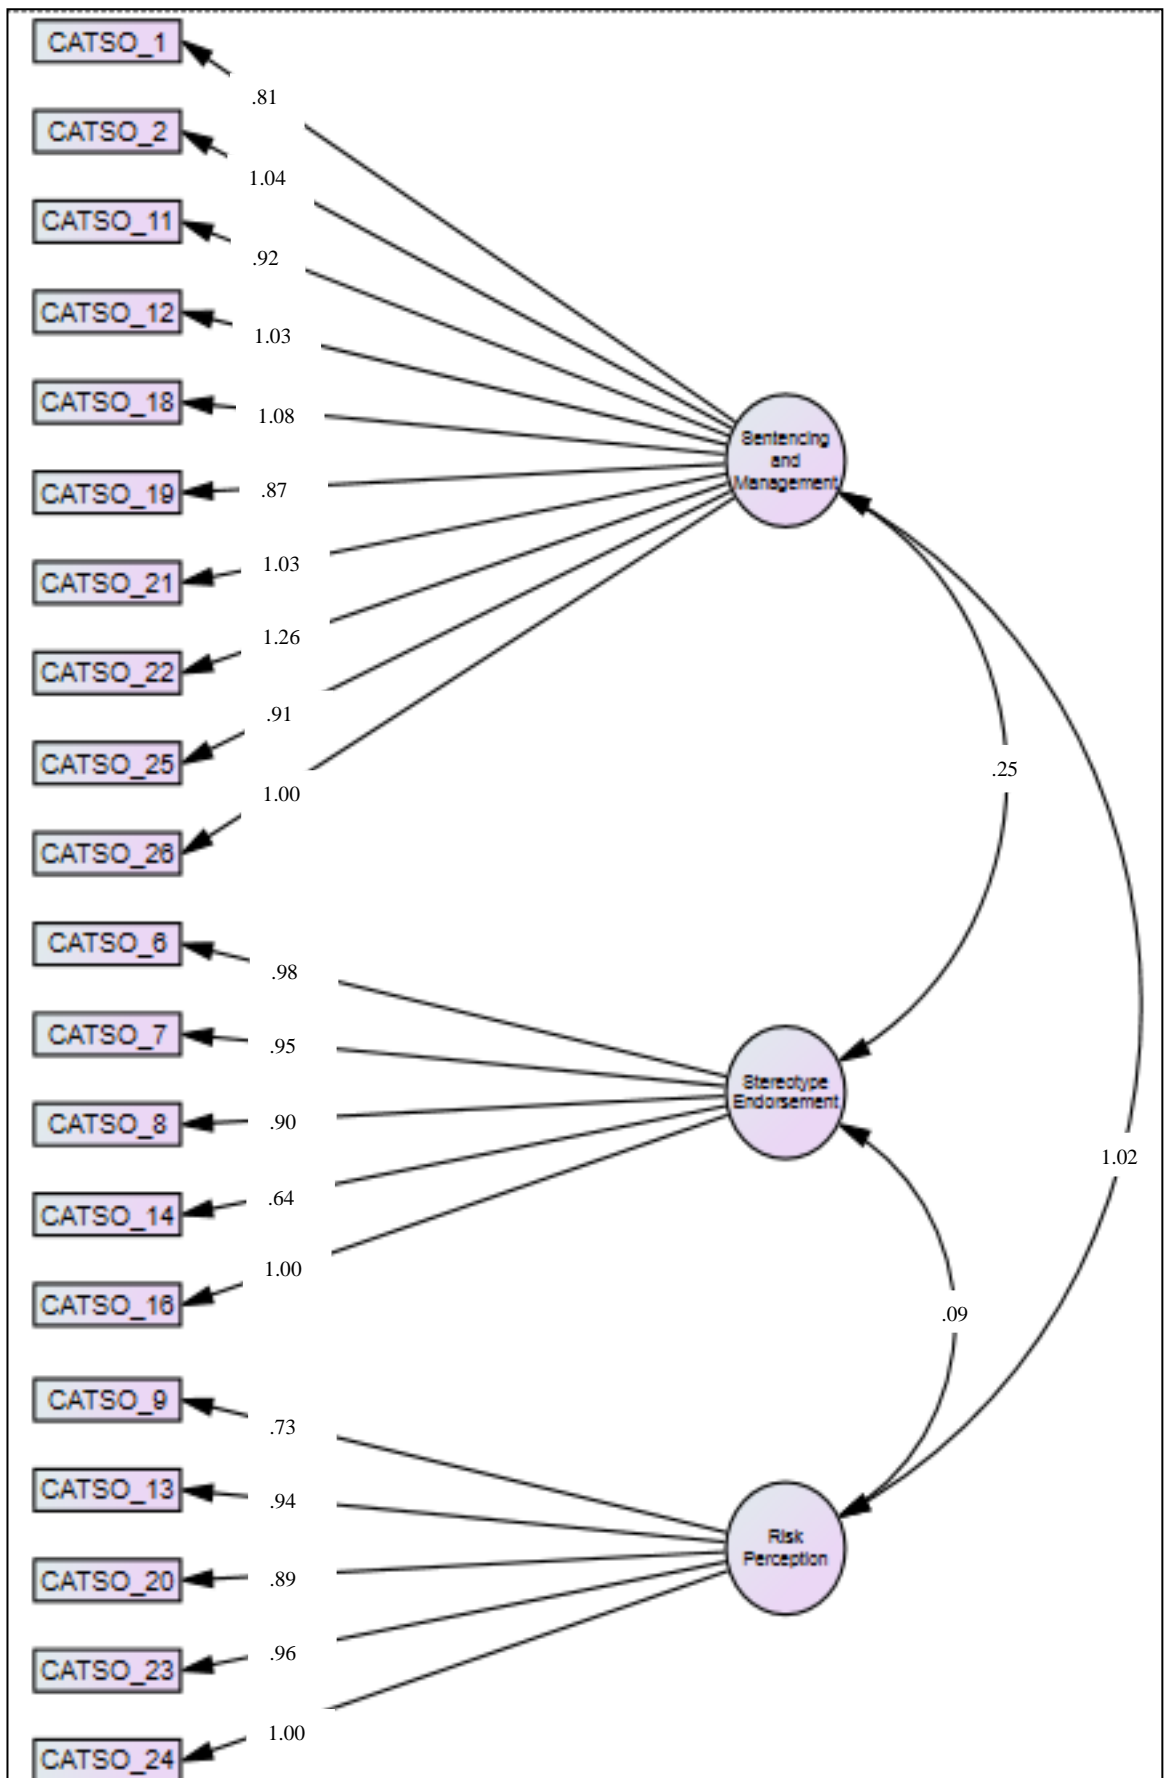 CATSO_1
.81
CATSO_2
1.04
CATSO_11
.92
CATSO_12
1.03
CATSO_18
1.08
CATSO_19
.87
CATSO_21
1.03
CATSO_22
1.26
CATSO_25
.91
CATSO_26
1.00
Sentencing
and
Management
.25
CATSO_6
.98
CATSO_7
.95
CATSO_8
.90
CATSO_14
.64
CATSO_16
1.00
Stereotype
Endorsement
1.02
.09
CATSO_9
.73
CATSO_13
.94
CATSO_20
.89
CATSO_23
.96
CATSO_24
1.00
Risk
Perception